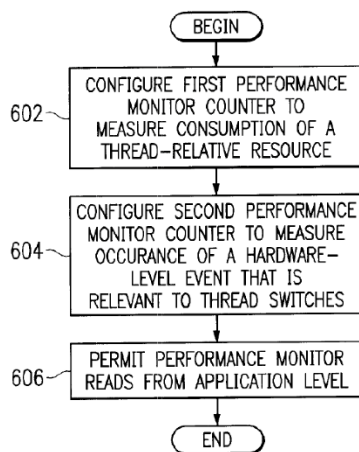 BEGIN
602
CONFIGURE FIRST PERFORMANCE
MONITOR COUNTER TO
MEASURE CONSUMPTION OF A
THREAD-RELATIVE RESOURCE
604
CONFIGURE SECOND PERFORMANCE
MONITOR COUNTER TO MEASURE
OCCURANCE OF A HARDWARE-
LEVEL EVENT THAT IS
RELEVANT TO THREAD SWITCHES
606
PERMIT PERFORMANCE MONITOR
READS FROM APPLICATION LEVEL
END